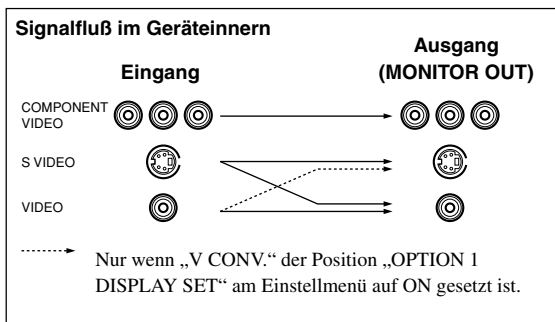 Signalfluß im Geräteinnern
Ausgang
Eingang
(MONITOR OUT)
COMPONENT
VIDEO
S VIDEO
VIDEO
Nur wenn „V CONV.“ der Position „OPTION 1
DISPLAY SET“ am Einstellmenü auf ON gesetzt ist.